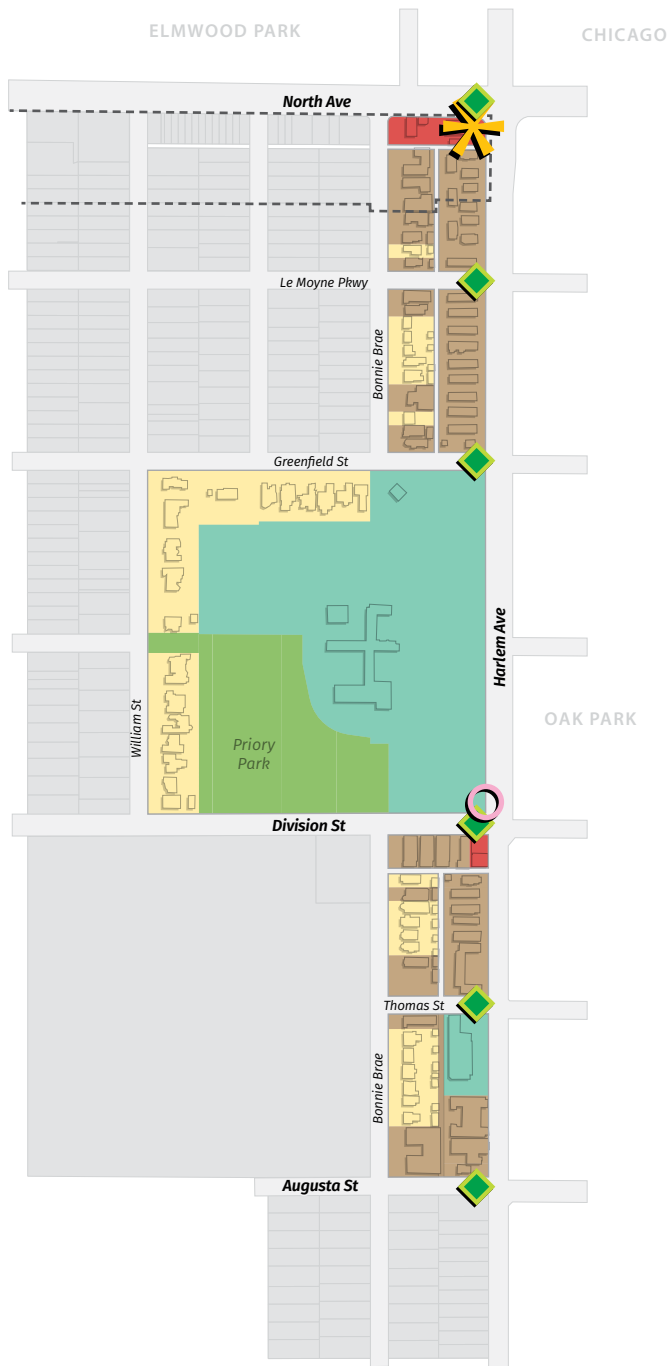 ELMWOOD PARK
CHICAGO
North Ave
Le Moyne Pkwy
Bonnie Brae
Greenfield St
Harlem Ave
William St
OAK PARK
Priory
Park
Division St
Thomas St
Bonnie Brae
Augusta St